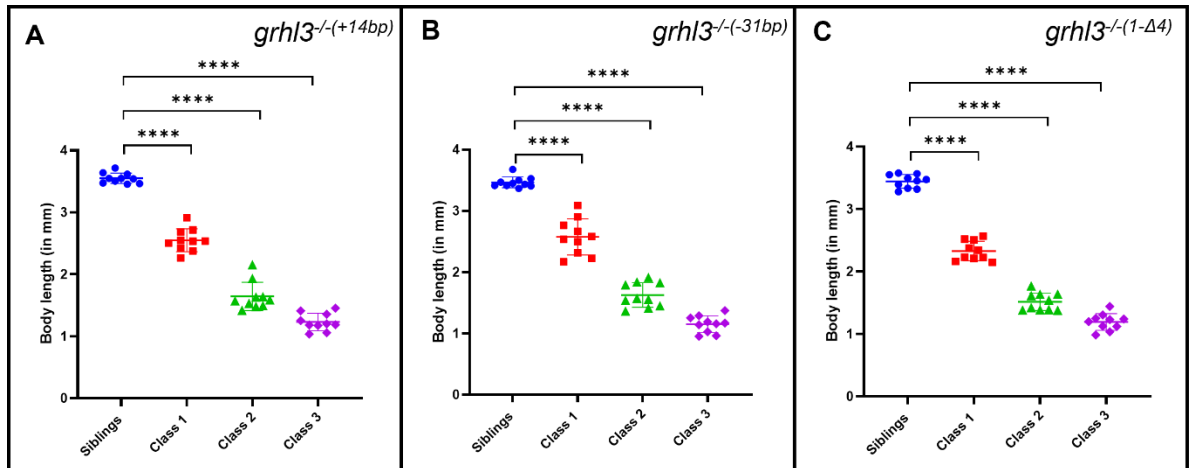 A
grhl3-/-(+14bp)
****
****
****
Body length (in mm)
4
3
2
1
0
Siblings
Class 1
Class 2
Class 3
B
grhl3-/-(-31bp)
****
****
****
Body length (in mm)
4
3
2
1
0
Siblings
Class 1
Class 2
Class 3
C
grhl3-/-(1-Δ4)
****
****
****
Body length (in mm)
4
3
2
1
0
Siblings
Class 1
Class 2
Class 3